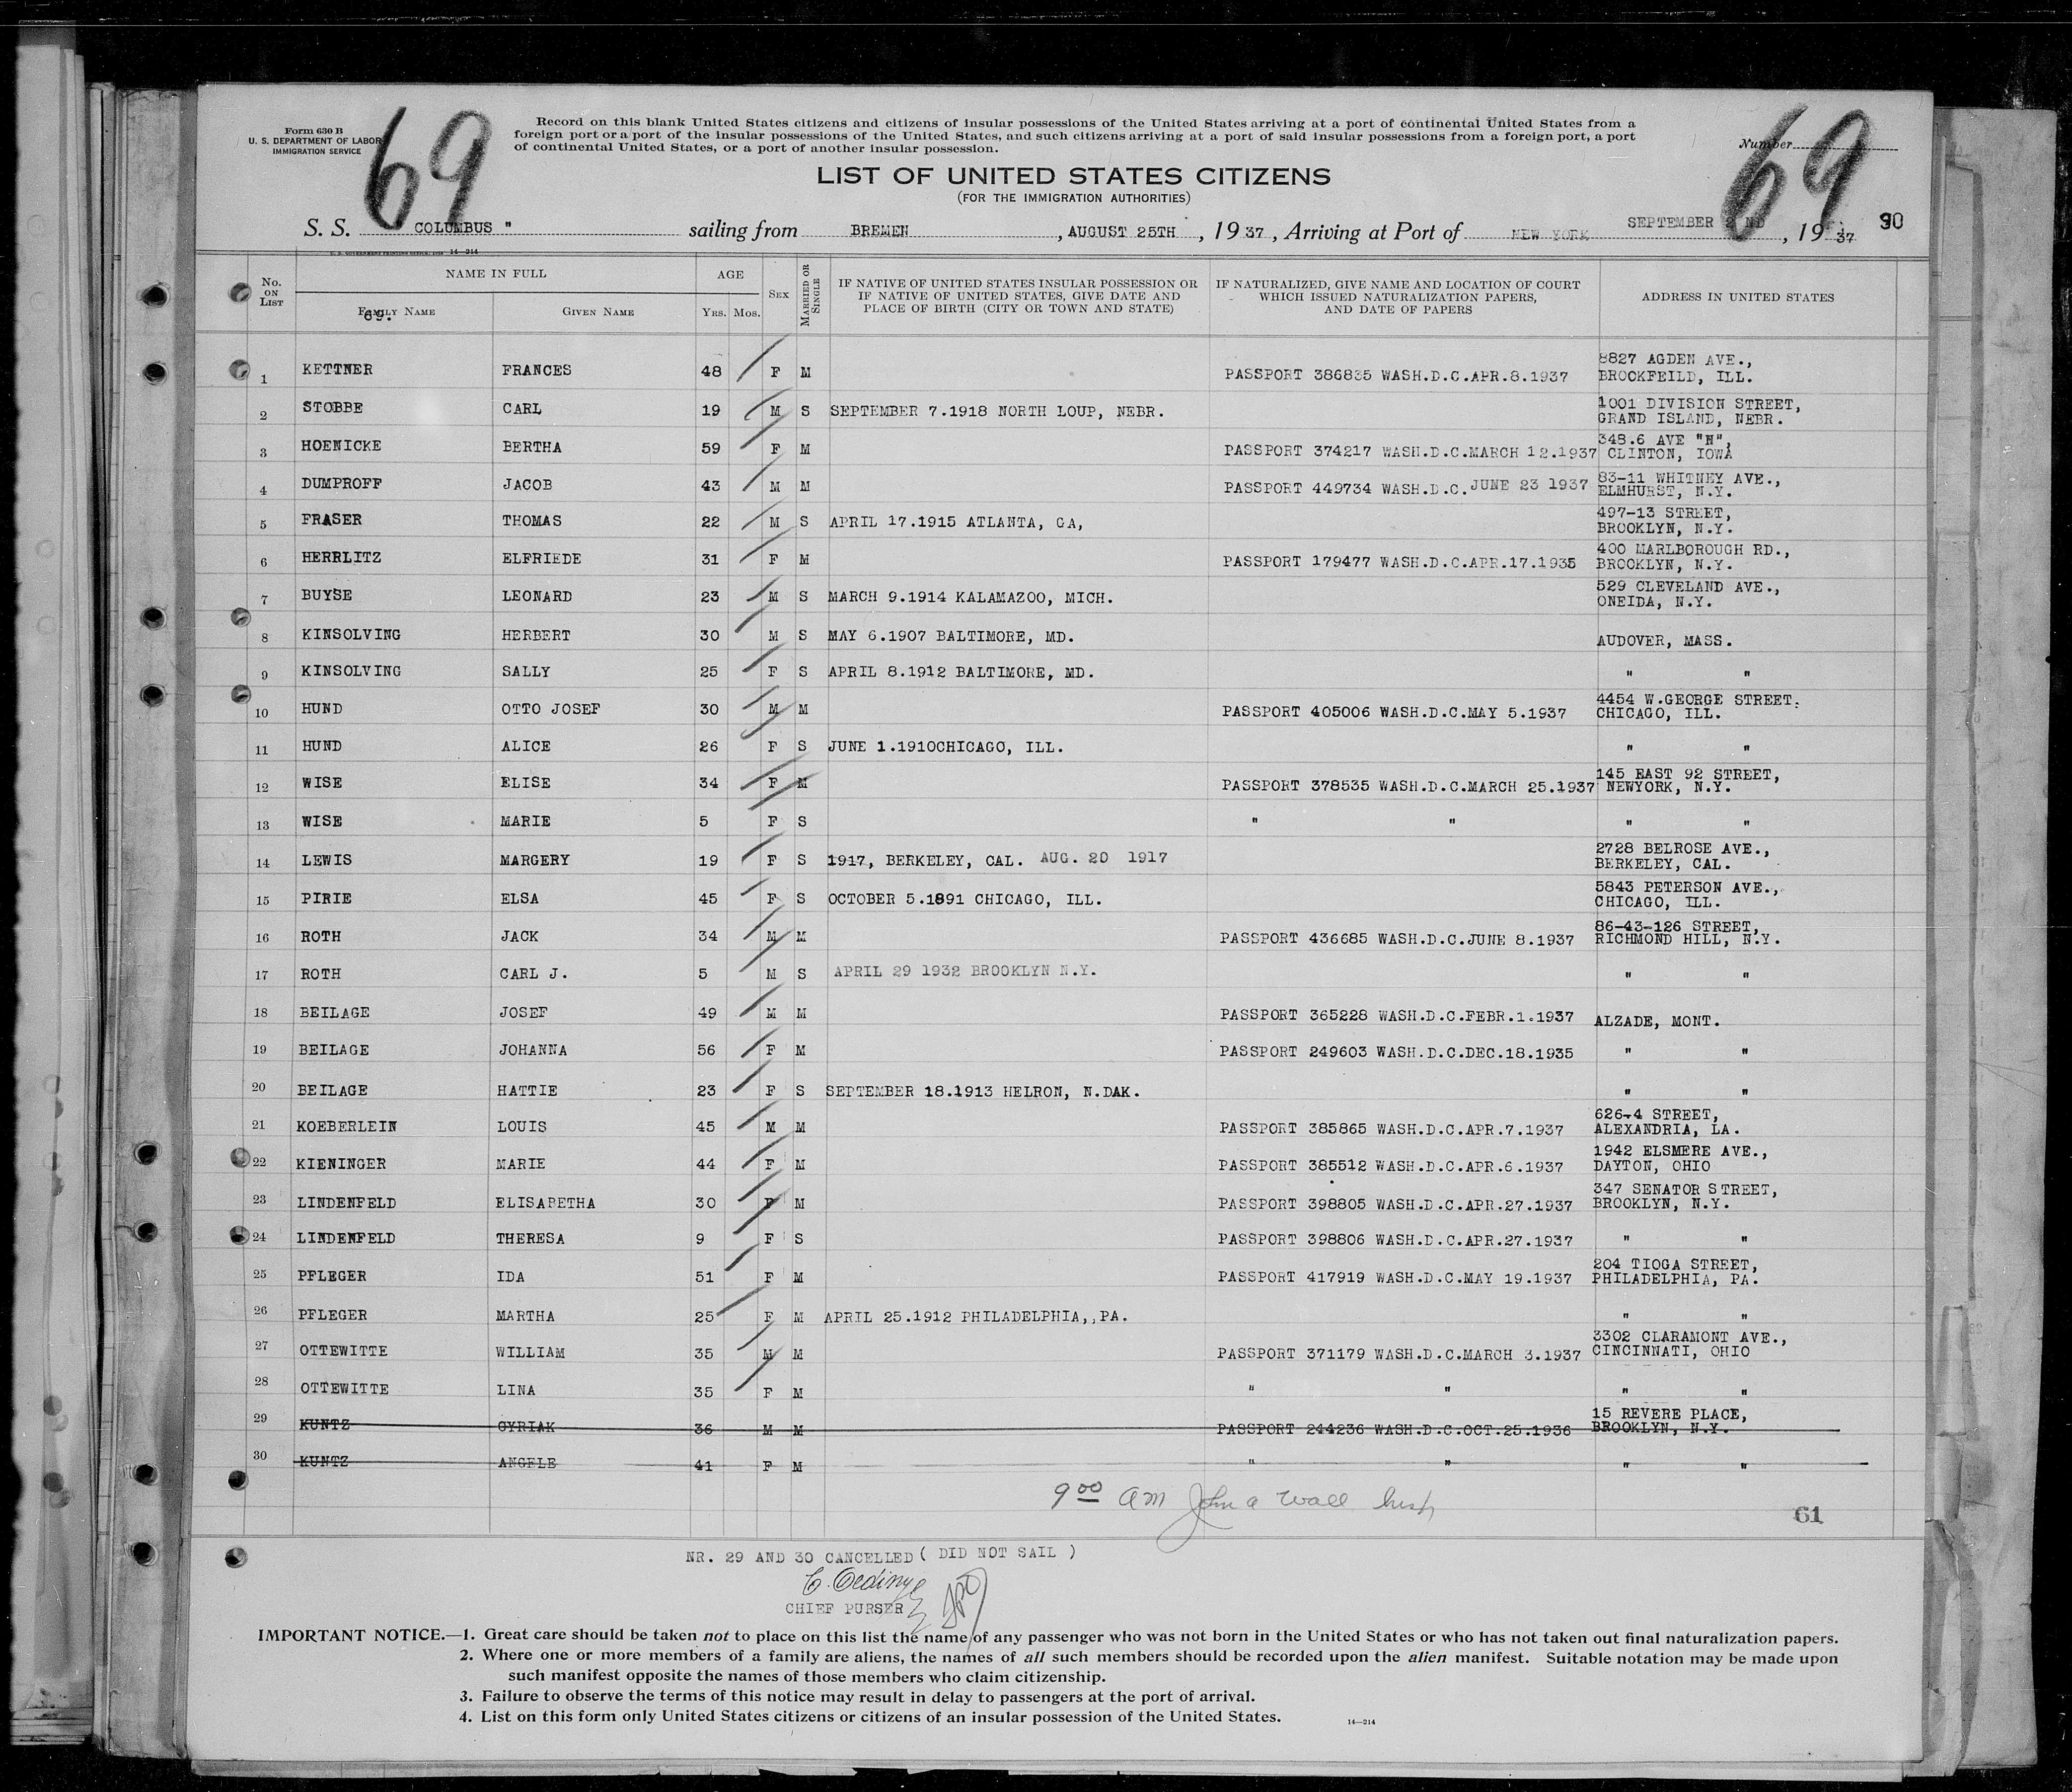 Form 630 B
U. S. DEPARTMENT OF LABOR
IMMIGRATION SERVICE
69
Record on this blank United States citizens and citizens of insular possessions of the United States arriving at a port of continental United States from a
foreign port or a port of the insular possessions of the United States, and such citizens arriving at a port of said insular possessions from a foreign port, a port
of continental United States, or a port of another insular possession.
Number
69
LIST OF UNITED STATES CITIZENS
(FOR THE IMMIGRATION AUTHORITIES)
S. S. COLUMBUS " sailing from BREMEN , AUGUST 25TH , 1937 , Arriving at Port of NEW YORK SEPTEMBER 2 ND , 1937 30
U. S. GOVERNMENT PRINTING OFFICE: 14—214
No. ON LIST NAME IN FULL AGE SEX MARRIED OR SINGLE IF NATIVE OF UNITED STATES INSULAR POSSESSION OR IF NATIVE OF UNITED STATES, GIVE DATE AND PLACE OF BIRTH (CITY OR TOWN AND STATE) IF NATURALIZED, GIVE NAME AND LOCATION OF COURT WHICH ISSUED NATURALIZATION PAPERS, AND DATE OF PAPERS ADDRESS IN UNITED STATES
FAMILY NAME GIVEN NAME YRS. MOS.
69.
1 KETTNER FRANCES 48 F M PASSPORT 386835 WASH.D.C.APR.8.1937 8827 AGDEN AVE., BROOKFEILD, ILL.
2 STOBBE CARL 19 M S SEPTEMBER 7.1918 NORTH LOUP, NEBR. 1001 DIVISION STREET, GRAND ISLAND, NEBR.
3 HOENICKE BERTHA 59 F M PASSPORT 374217 WASH.D.C.MARCH 12.1937 348.6 AVE "N", CLINTON, IOWA
4 DUMPROFF JACOB 43 M M PASSPORT 449734 WASH.D.C.JUNE 23 1937 83-11 WHITNEY AVE., ELMHURST, N.Y.
5 FRASER THOMAS 22 M S APRIL 17.1915 ATLANTA, GA, 497-13 STREET, BROOKLYN, N.Y.
6 HERRLITZ ELFRIEDE 31 F M PASSPORT 179477 WASH.D.C.APR.17.1935 400 MARLBOROUGH RD., BROOKLYN, N.Y.
7 BUYSE LEONARD 23 M S MARCH 9.1914 KALAMAZOO, MICH. 529 CLEVELAND AVE., ONEIDA, N.Y.
8 KINSOLVING HERBERT 30 M S MAY 6.1907 BALTIMORE, MD. AUDOVER, MASS.
9 KINSOLVING SALLY 25 F S APRIL 8.1912 BALTIMORE, MD. " "
10 HUND OTTO JOSEF 30 M M PASSPORT 405006 WASH.D.C.MAY 5.1937 4454 W.GEORGE STREET. CHICAGO, ILL.
11 HUND ALICE 26 F S JUNE 1.1910CHICAGO, ILL. " "
12 WISE ELISE 34 F M PASSPORT 378535 WASH.D.C.MARCH 25.1937 145 EAST 92 STREET, NEWYORK, N.Y.
13 WISE MARIE 5 F S " " " "
14 LEWIS MARGERY 19 F S 1917, BERKELEY, CAL. AUG. 20 1917 2728 BELROSE AVE., BERKELEY, CAL.
15 PIRIE ELSA 45 F S OCTOBER 5.1891 CHICAGO, ILL. 5843 PETERSON AVE., CHICAGO, ILL.
16 ROTH JACK 34 M M PASSPORT 436685 WASH.D.C.JUNE 8.1937 86-43-126 STREET, RICHMOND HILL, N.Y.
17 ROTH CARL J. 5 M S APRIL 29 1932 BROOKLYN N.Y. " "
18 BEILAGE JOSEF 49 M M PASSPORT 365228 WASH.D.C.FEBR.1.1937 ALZADE, MONT.
19 BEILAGE JOHANNA 56 F M PASSPORT 249603 WASH.D.C.DEC.18.1935 " "
20 BEILAGE HATTIE 23 F S SEPTEMBER 18.1913 HELRON, N.DAK. " "
21 KOEBERLEIN LOUIS 45 M M PASSPORT 385865 WASH.D.C.APR.7.1937 626-4 STREET, ALEXANDRIA, LA.
22 KIENINGER MARIE 44 F M PASSPORT 385512 WASH.D.C.APR.6.1937 1942 ELSMERE AVE., DAYTON, OHIO
23 LINDENFELD ELISABETHA 30 F M PASSPORT 398805 WASH.D.C.APR.27.1937 347 SENATOR STREET, BROOKLYN, N.Y.
24 LINDENFELD THERESA 9 F S PASSPORT 398806 WASH.D.C.APR.27.1937 " "
25 PFLEGER IDA 51 F M PASSPORT 417919 WASH.D.C.MAY 19.1937 204 TIOGA STREET, PHILADELPHIA, PA.
26 PFLEGER MARTHA 25 F M APRIL 25.1912 PHILADELPHIA,,PA. " "
27 OTTEWITTE WILLIAM 35 M M PASSPORT 371179 WASH.D.C.MARCH 3.1937 3302 CLARAMONT AVE., CINCINNATI, OHIO
28 OTTEWITTE LINA 35 F M " " " "
29 KUNTZ CYRIAK 36 M M PASSPORT 244236 WASH.D.C.OCT.25.1936 15 REVERE PLACE, BROOKLYN, N.Y.
30 KUNTZ ANGELE 41 F M " " " "
9 00 am John a Wall Insp
61
NR. 29 AND 30 CANCELLED ( DID NOT SAIL )
CHIEF PURSER
IMPORTANT NOTICE.—1. Great care should be taken not to place on this list the name of any passenger who was not born in the United States or who has not taken out final naturalization papers.
2. Where one or more members of a family are aliens, the names of all such members should be recorded upon the alien manifest. Suitable notation may be made upon
such manifest opposite the names of those members who claim citizenship.
3. Failure to observe the terms of this notice may result in delay to passengers at the port of arrival.
4. List on this form only United States citizens or citizens of an insular possession of the United States.
14—214